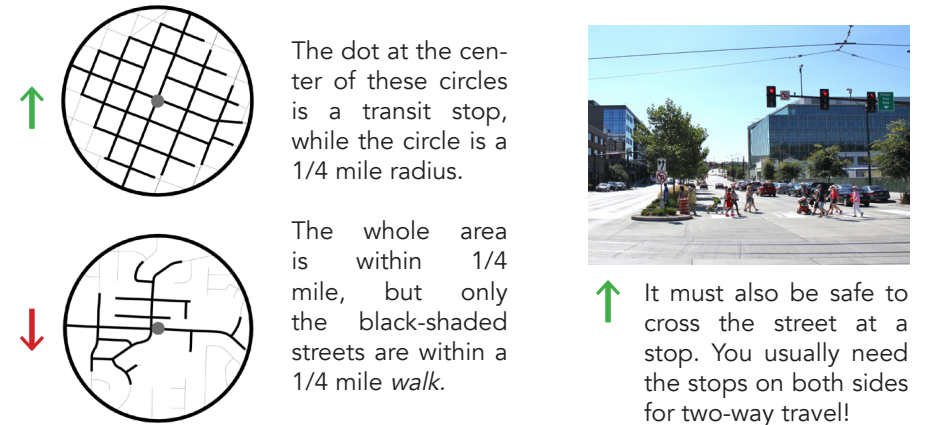 The dot at the cen-
ter of these circles
is a transit stop,
while the circle is a
1/4 mile radius.
The whole area
is within 1/4
mile, but only
the black-shaded
streets are within a
1/4 mile walk.
It must also be safe to
cross the street at a
stop. You usually need
the stops on both sides
for two-way travel!